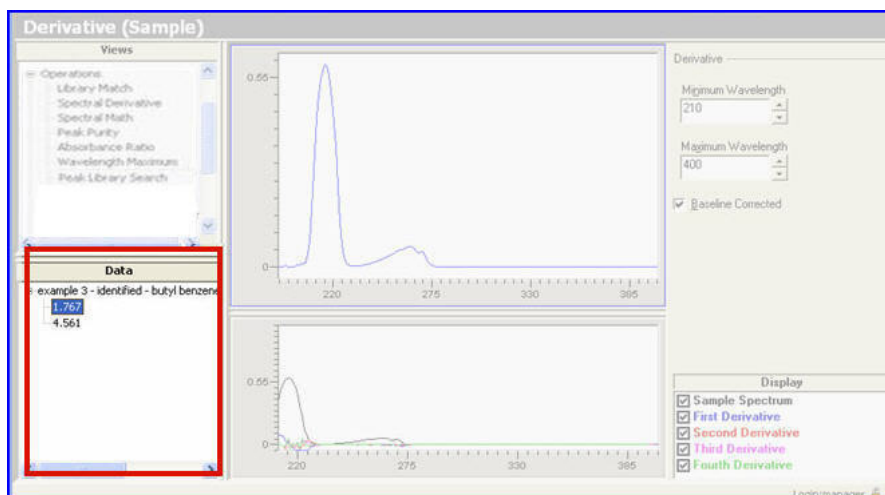 Derivative (Sample)
Views
Operations
Library Match
Spectral Derivative
Spectral Math
Peak Purity
Absorbance Ratio
Wavelength Maximum
Peak Library Search
Data
example 3 - identified - butyl benzene
1.767
4.561
0.55
0
220
275
330
385
0.55
0
220
275
330
385
Derivative
Minimum Wavelength
210
Maximum Wavelength
400
Baseline Corrected
Display
Sample Spectrum
First Derivative
Second Derivative
Third Derivative
Fourth Derivative